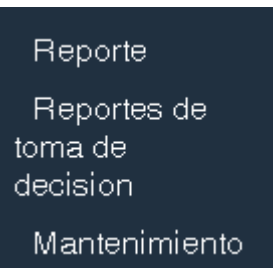 Reporte
Reportes de
toma de
decision
Mantenimiento